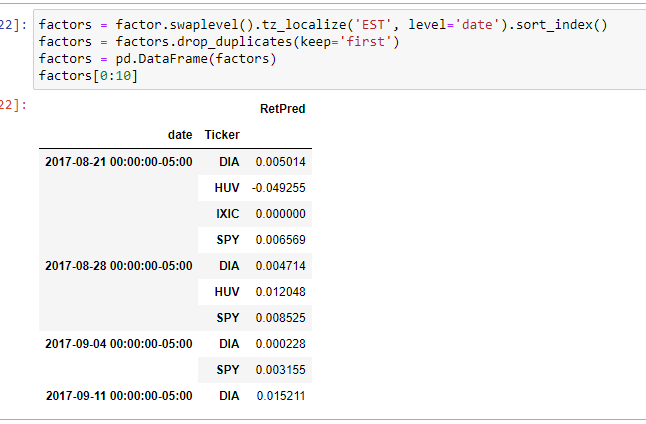 22]:
factors = factor.swaplevel().tz_localize('EST', level='date').sort_index()
factors = factors.drop_duplicates(keep='first')
factors = pd.DataFrame(factors)
factors[0:10]
22]:
RetPred
date Ticker
2017-08-21 00:00:00-05:00 DIA 0.005014
HUV -0.049255
IXIC 0.000000
SPY 0.006569
2017-08-28 00:00:00-05:00 DIA 0.004714
HUV 0.012048
SPY 0.008525
2017-09-04 00:00:00-05:00 DIA 0.000228
SPY 0.003155
2017-09-11 00:00:00-05:00 DIA 0.015211